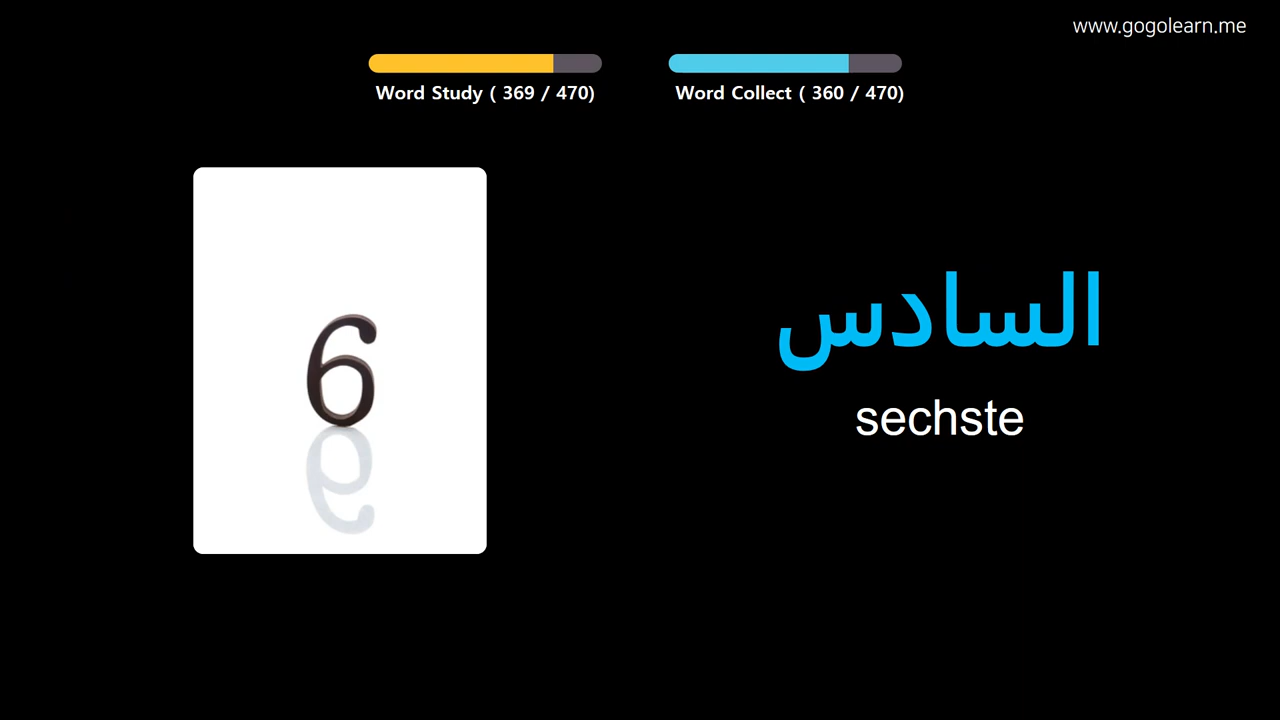 www.gogolearn.me
Word Study ( 369 / 470)
Word Collect ( 360 / 470)
6
السادس
sechste